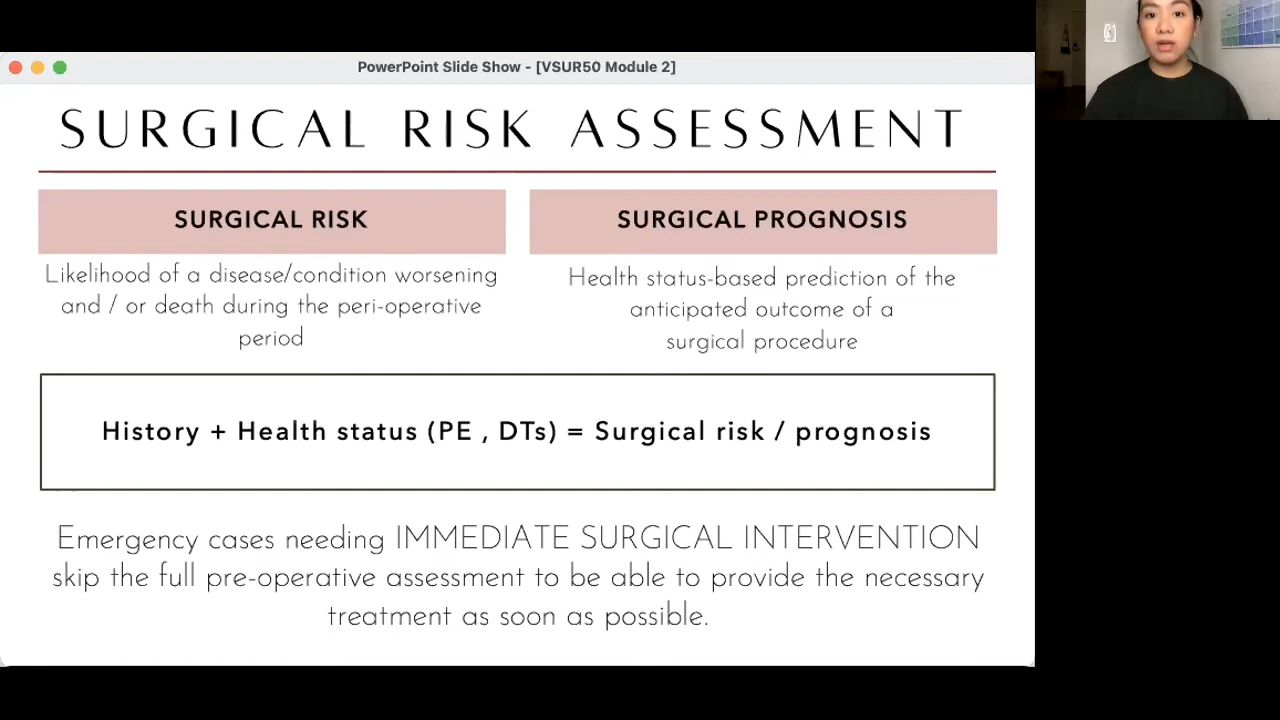 PowerPoint Slide Show - [VSUR50 Module 2]
SURGICAL RISK ASSESSMENT
SURGICAL RISK
Likelihood of a disease/condition worsening
and / or death during the peri-operative
period
SURGICAL PROGNOSIS
Health status-based prediction of the
anticipated outcome of a
surgical procedure
History + Health status (PE , DTs) = Surgical risk / prognosis
Emergency cases needing IMMEDIATE SURGICAL INTERVENTION
skip the full pre-operative assessment to be able to provide the necessary
treatment as soon as possible.